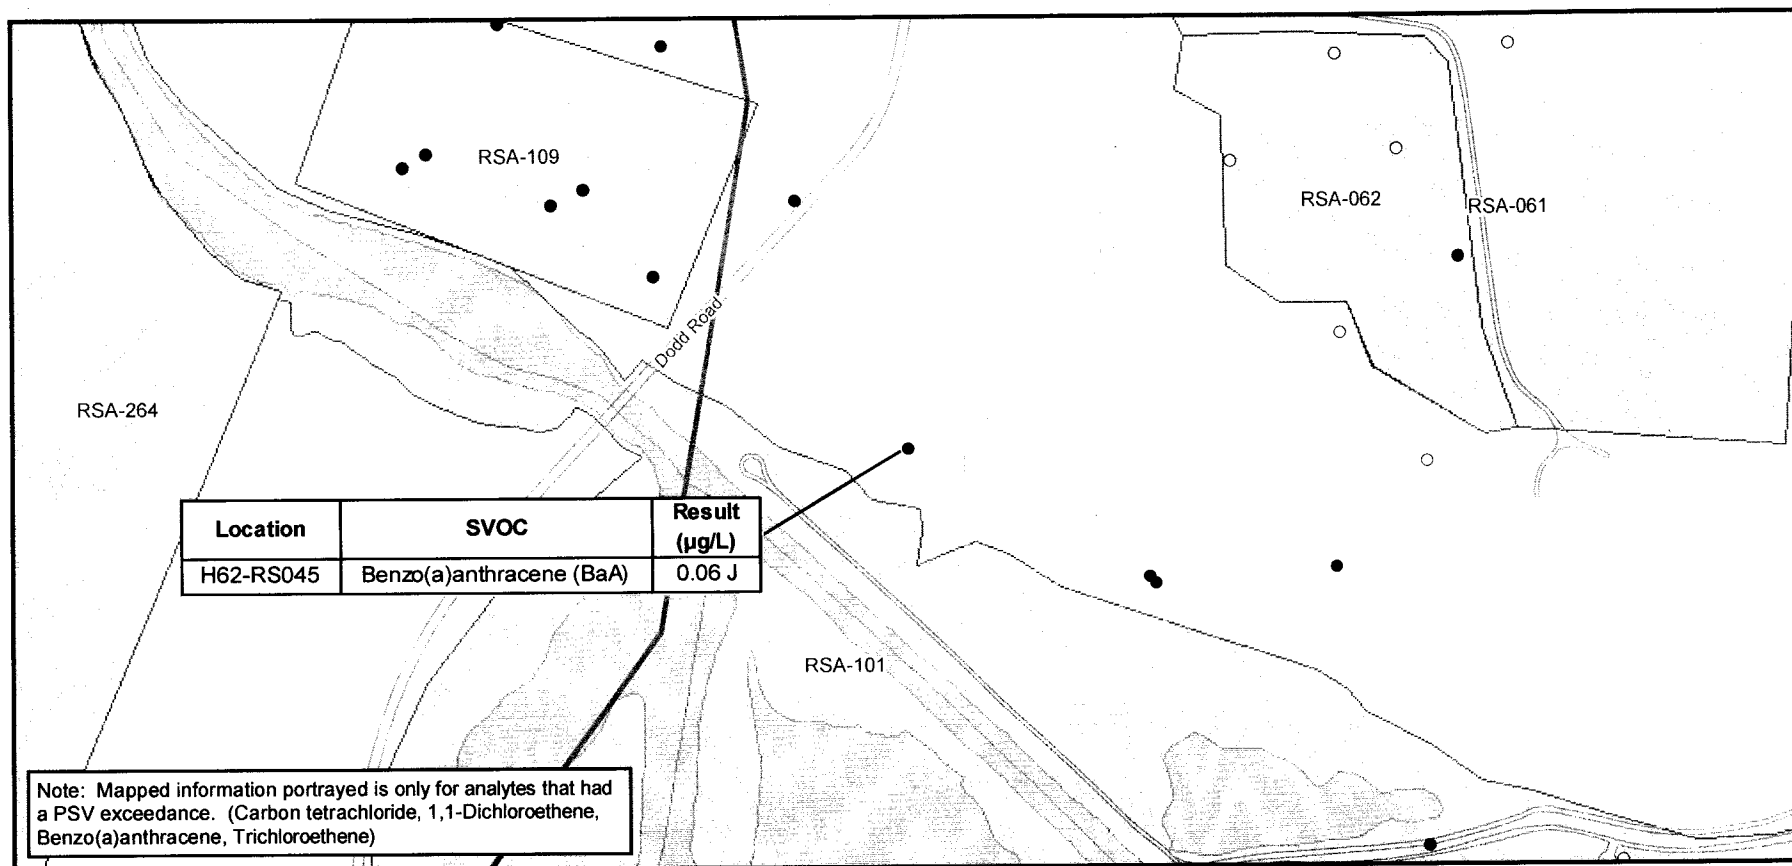 RSA-109
RSA-062
RSA-061
Dodd Road
RSA-264
Location SVOC Result (µg/L)
H62-RS045 Benzo(a)anthracene (BaA) 0.06 J
RSA-101
Note: Mapped information portrayed is only for analytes that had
a PSV exceedance. (Carbon tetrachloride, 1,1-Dichloroethene,
Benzo(a)anthracene, Trichloroethene)